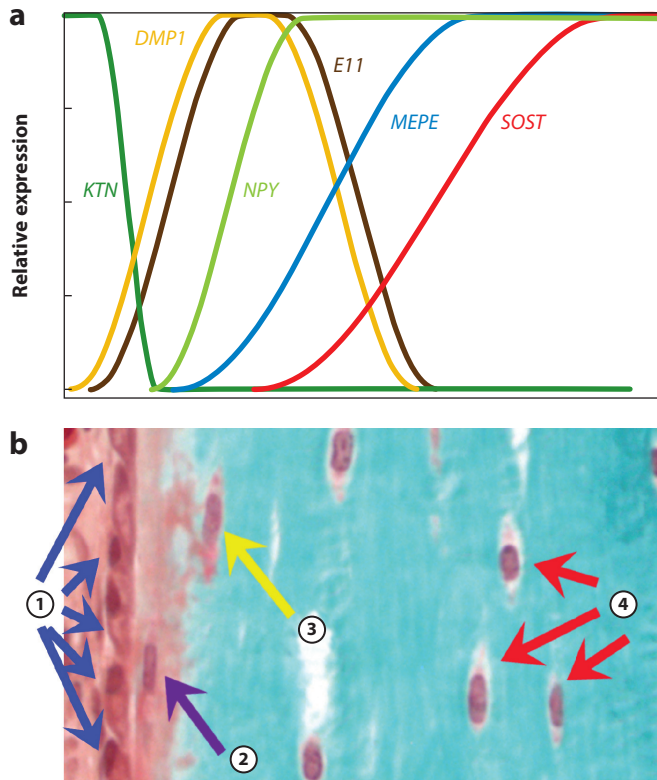 a
DMP1
E11
MEPE
SOST
KTN
NPY
Relative expression
b
1
3
4
2